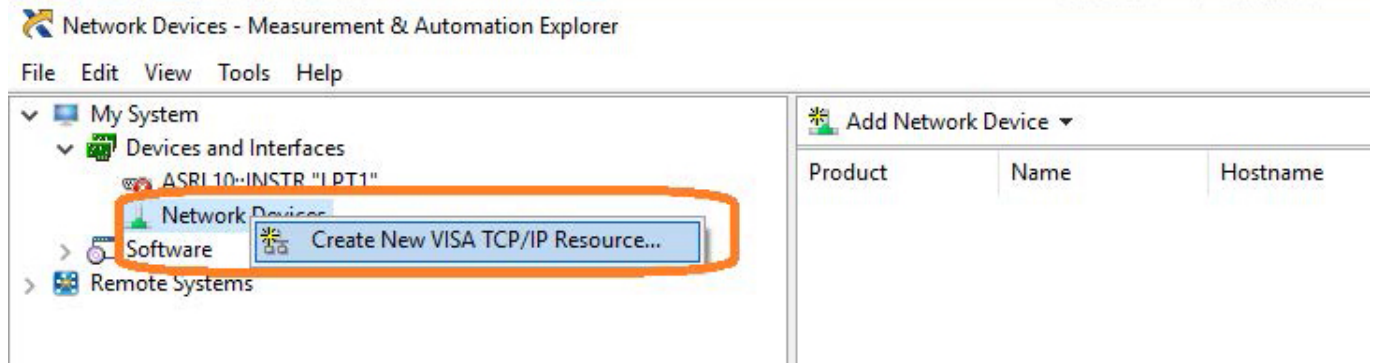 Network Devices - Measurement & Automation Explorer
File Edit View Tools Help
My System
Devices and Interfaces
ASRL10::INSTR "LPT1"
Network Devices
Create New VISA TCP/IP Resource...
Software
Remote Systems
Add Network Device
Product Name Hostname